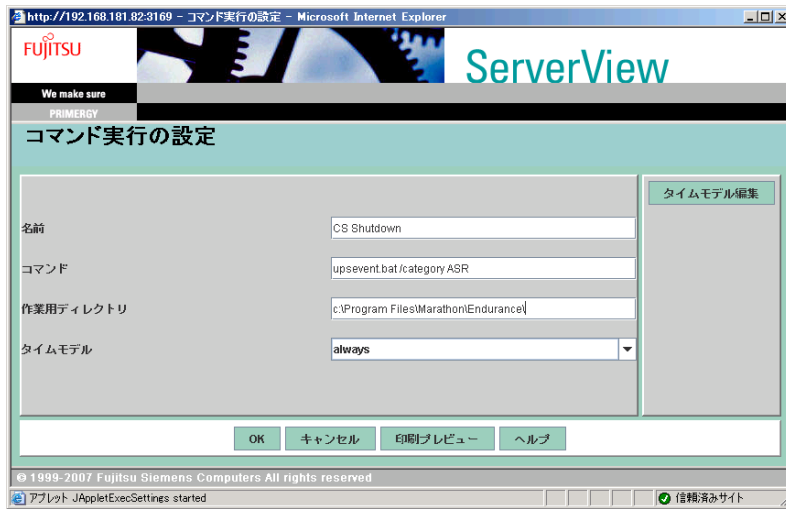 http://192.168.181.82:3169 - コマンド実行の設定 - Microsoft Internet Explorer
FUJITSU
ServerView
We make sure
PRIMERGY
コマンド実行の設定
タイムモデル編集
名前
CS Shutdown
コマンド
upsevent.bat /category ASR
作業用ディレクトリ
c:\Program Files\Marathon\Endurance\
タイムモデル
always
OK
キャンセル
印刷プレビュー
ヘルプ
© 1999-2007 Fujitsu Siemens Computers All rights reserved
アプレット JAppletExecSettings started
信頼済みサイト